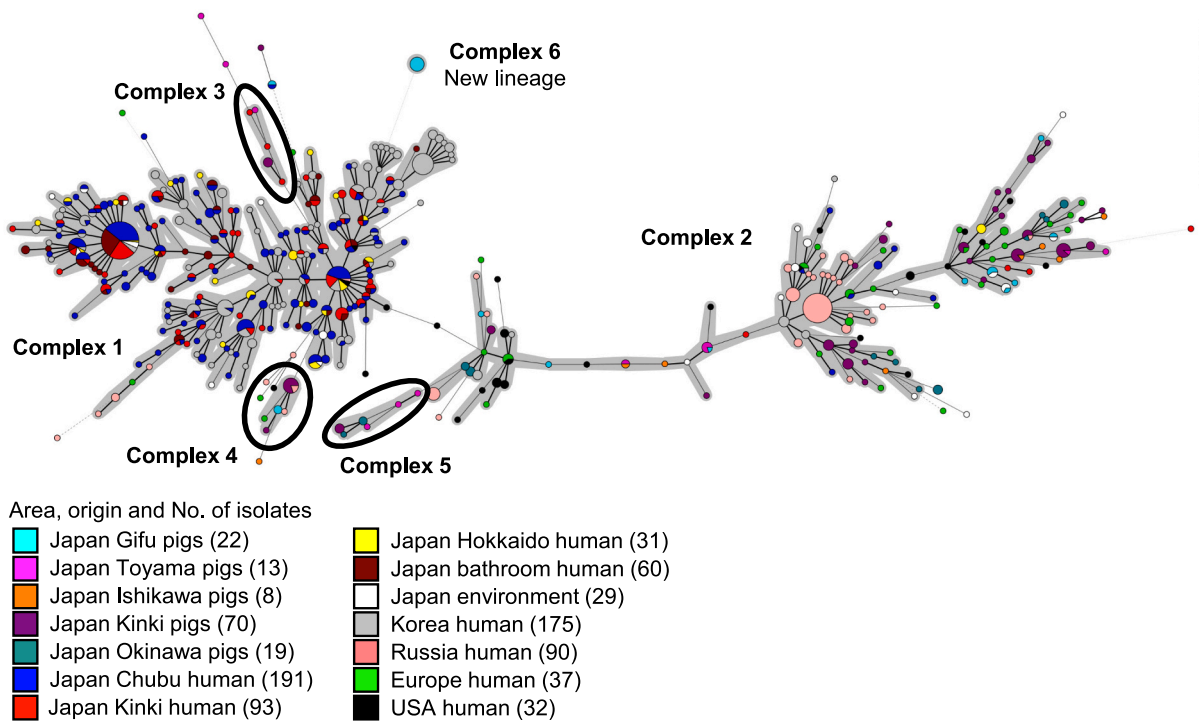 Complex 6
New lineage
Complex 3
Complex 2
Complex 1
Complex 4
Complex 5
Area, origin and No. of isolates
Japan Gifu pigs (22)
Japan Toyama pigs (13)
Japan Ishikawa pigs (8)
Japan Kinki pigs (70)
Japan Okinawa pigs (19)
Japan Chubu human (191)
Japan Kinki human (93)
Japan Hokkaido human (31)
Japan bathroom human (60)
Japan environment (29)
Korea human (175)
Russia human (90)
Europe human (37)
USA human (32)